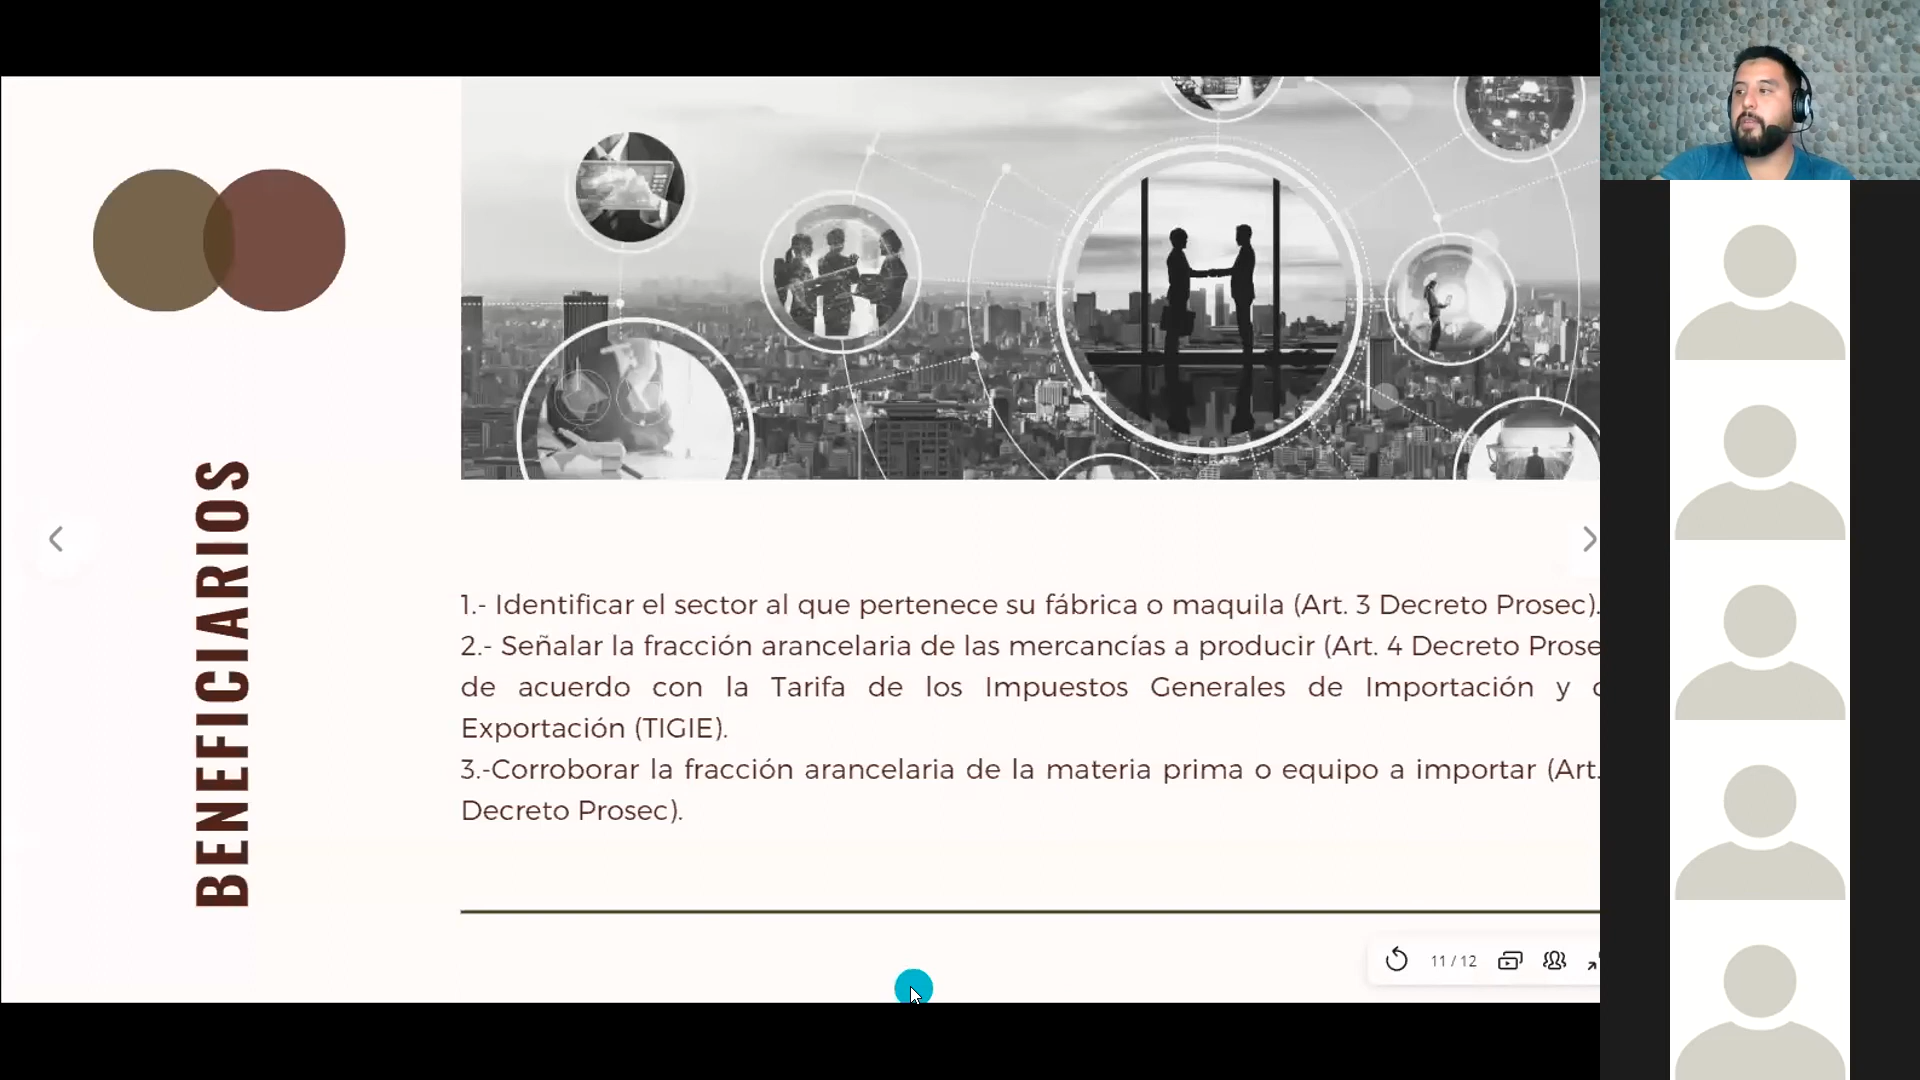 BENEFICIARIOS
1.- Identificar el sector al que pertenece su fábrica o maquila (Art. 3 Decreto Prosec).
2.- Señalar la fracción arancelaria de las mercancías a producir (Art. 4 Decreto Prose
de acuerdo con la Tarifa de los Impuestos Generales de Importación y
Exportación (TIGIE).
3.-Corroborar la fracción arancelaria de la materia prima o equipo a importar (Art.
Decreto Prosec).
11 / 12